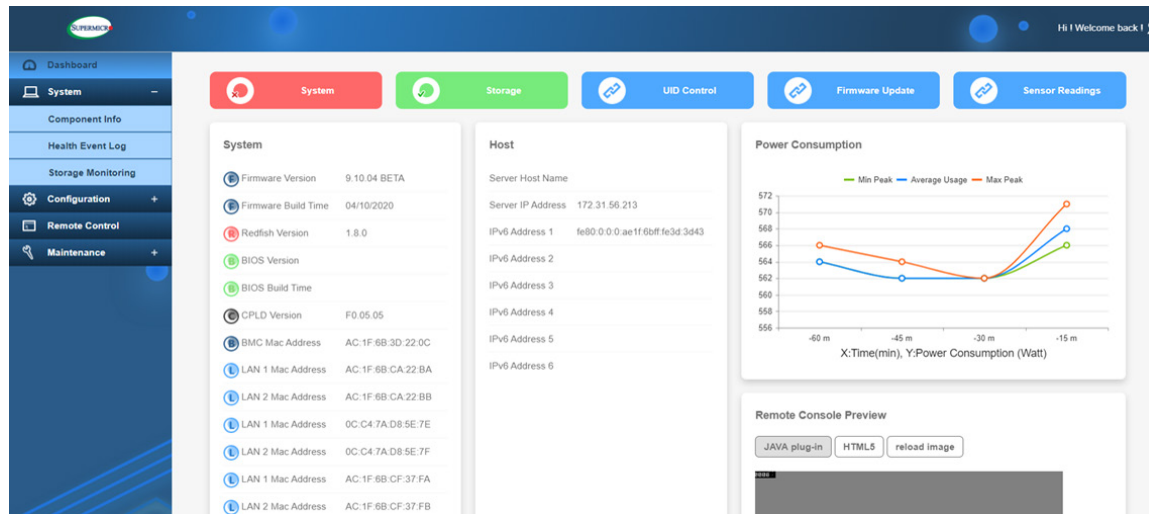 SUPERMICR
Hi ! Welcome back !
Dashboard
System −
Component Info
Health Event Log
Storage Monitoring
Configuration +
Remote Control
Maintenance +
System
Storage
UID Control
Firmware Update
Sensor Readings
System
Firmware Version 9.10.04 BETA
Firmware Build Time 04/10/2020
Redfish Version 1.8.0
BIOS Version
BIOS Build Time
CPLD Version F0.05.05
BMC Mac Address AC:1F:6B:3D:22:0C
LAN 1 Mac Address AC:1F:6B:CA:22:BA
LAN 2 Mac Address AC:1F:6B:CA:22:BB
LAN 1 Mac Address 0C:C4:7A:D8:5E:7E
LAN 2 Mac Address 0C:C4:7A:D8:5E:7F
LAN 1 Mac Address AC:1F:6B:CF:37:FA
LAN 2 Mac Address AC:1F:6B:CF:37:FB
Host
Server Host Name
Server IP Address 172.31.56.213
IPv6 Address 1 fe80:0:0:0:ae1f:6bff:fe3d:3d43
IPv6 Address 2
IPv6 Address 3
IPv6 Address 4
IPv6 Address 5
IPv6 Address 6
Power Consumption
Min Peak Average Usage Max Peak
572
570
568
566
564
562
560
558
556
-60 m -45 m -30 m -15 m
X:Time(min), Y:Power Consumption (Watt)
Remote Console Preview
JAVA plug-in HTML5 reload image